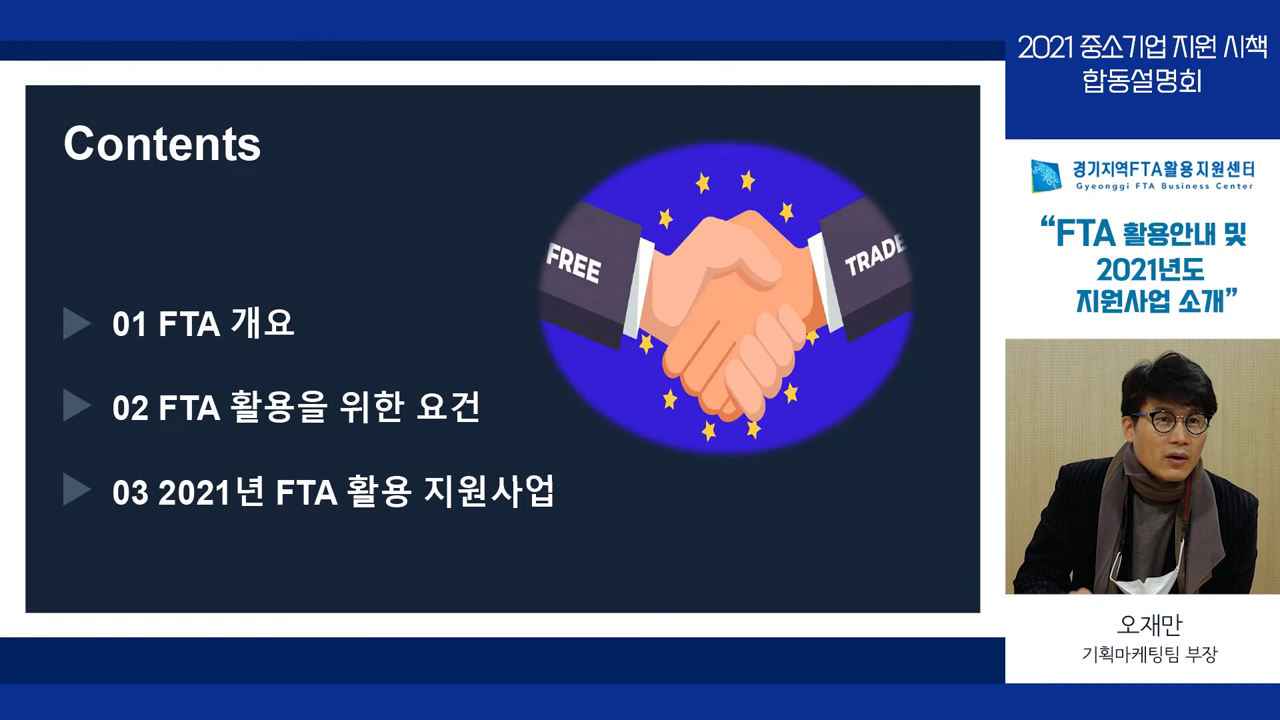 2021 중소기업 지원 시책
합동설명회
Contents
FREE
TRADE
01 FTA 개요
02 FTA 활용을 위한 요건
03 2021년 FTA 활용 지원사업
경기지역FTA활용지원센터
Gyeonggi FTA Business Center
“FTA 활용안내 및
2021년도
지원사업 소개”
오재만
기획마케팅팀 부장